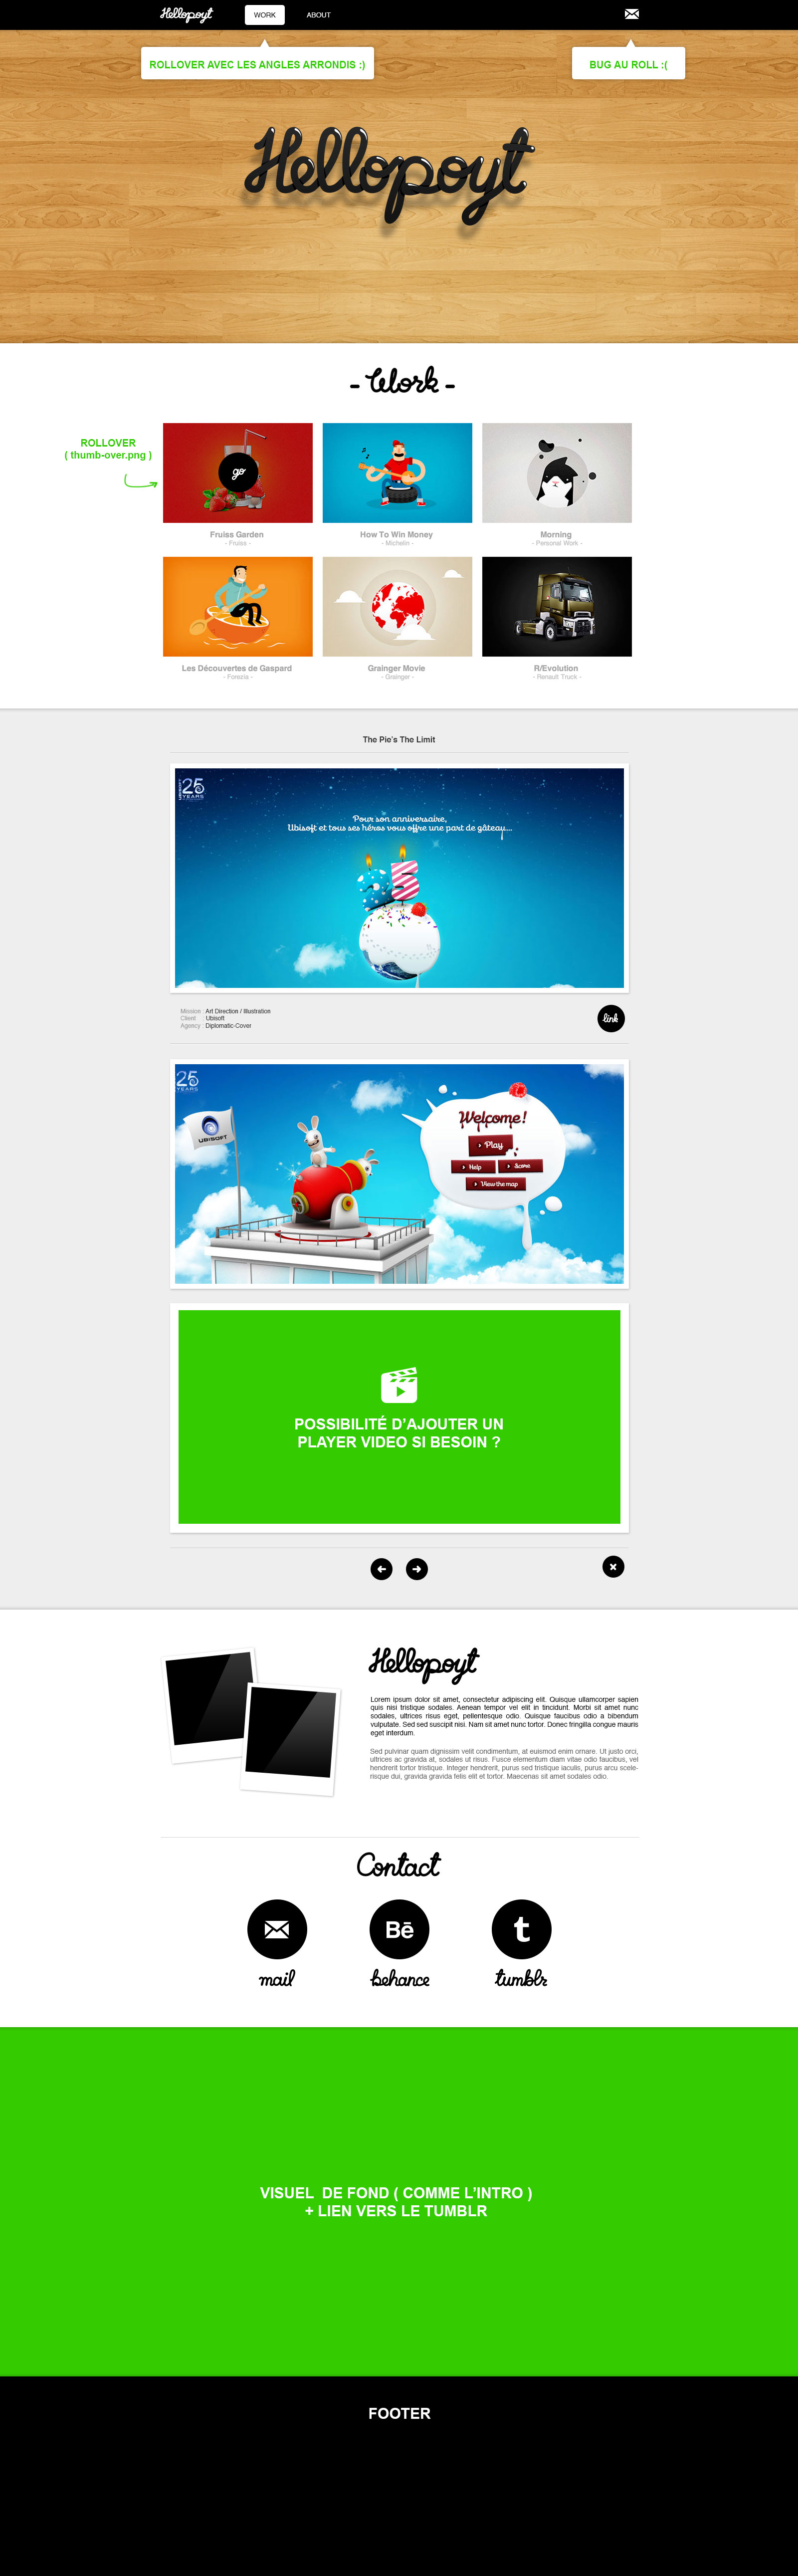 Hellopoyt
WORK
ABOUT
ROLLOVER AVEC LES ANGLES ARRONDIS :)
BUG AU ROLL :(
Hellopoyt
- Work -
ROLLOVER
( thumb-over.png )
go
Fruiss Garden
- Fruiss -
How To Win Money
- Michelin -
Morning
- Personal Work -
Les Découvertes de Gaspard
- Forezia -
Grainger Movie
- Grainger -
R/Evolution
- Renault Truck -
The Pie's The Limit
UBISOFT
25
YEARS
Pour son anniversaire,
Ubisoft et tous ses héros vous offre une part de gâteau...
Mission : Art Direction / Illustration
Client : Ubisoft
Agency : Diplomatic-Cover
link
25
YEARS
UBISOFT
Welcome!
Play
Help
Score
View the map
POSSIBILITÉ D'AJOUTER UN
PLAYER VIDEO SI BESOIN ?
Hellopoyt
Lorem ipsum dolor sit amet, consectetur adipiscing elit. Quisque ullamcorper sapien
quis nisi tristique sodales. Aenean tempor vel elit in tincidunt. Morbi sit amet nunc
sodales, ultrices risus eget, pellentesque odio. Quisque faucibus odio a bibendum
vulputate. Sed sed suscipit nisi. Nam sit amet nunc tortor. Donec fringilla congue mauris
eget interdum.
Sed pulvinar quam dignissim velit condimentum, at euismod enim ornare. Ut justo orci,
ultrices ac gravida at, sodales ut risus. Fusce elementum diam vitae odio faucibus, vel
hendrerit tortor tristique. Integer hendrerit, purus sed tristique iaculis, purus arcu scele-
risque dui, gravida gravida felis elit et tortor. Maecenas sit amet sodales odio.
Contact
Bē
t
mail
behance
tumblr
VISUEL DE FOND ( COMME L'INTRO )
+ LIEN VERS LE TUMBLR
FOOTER